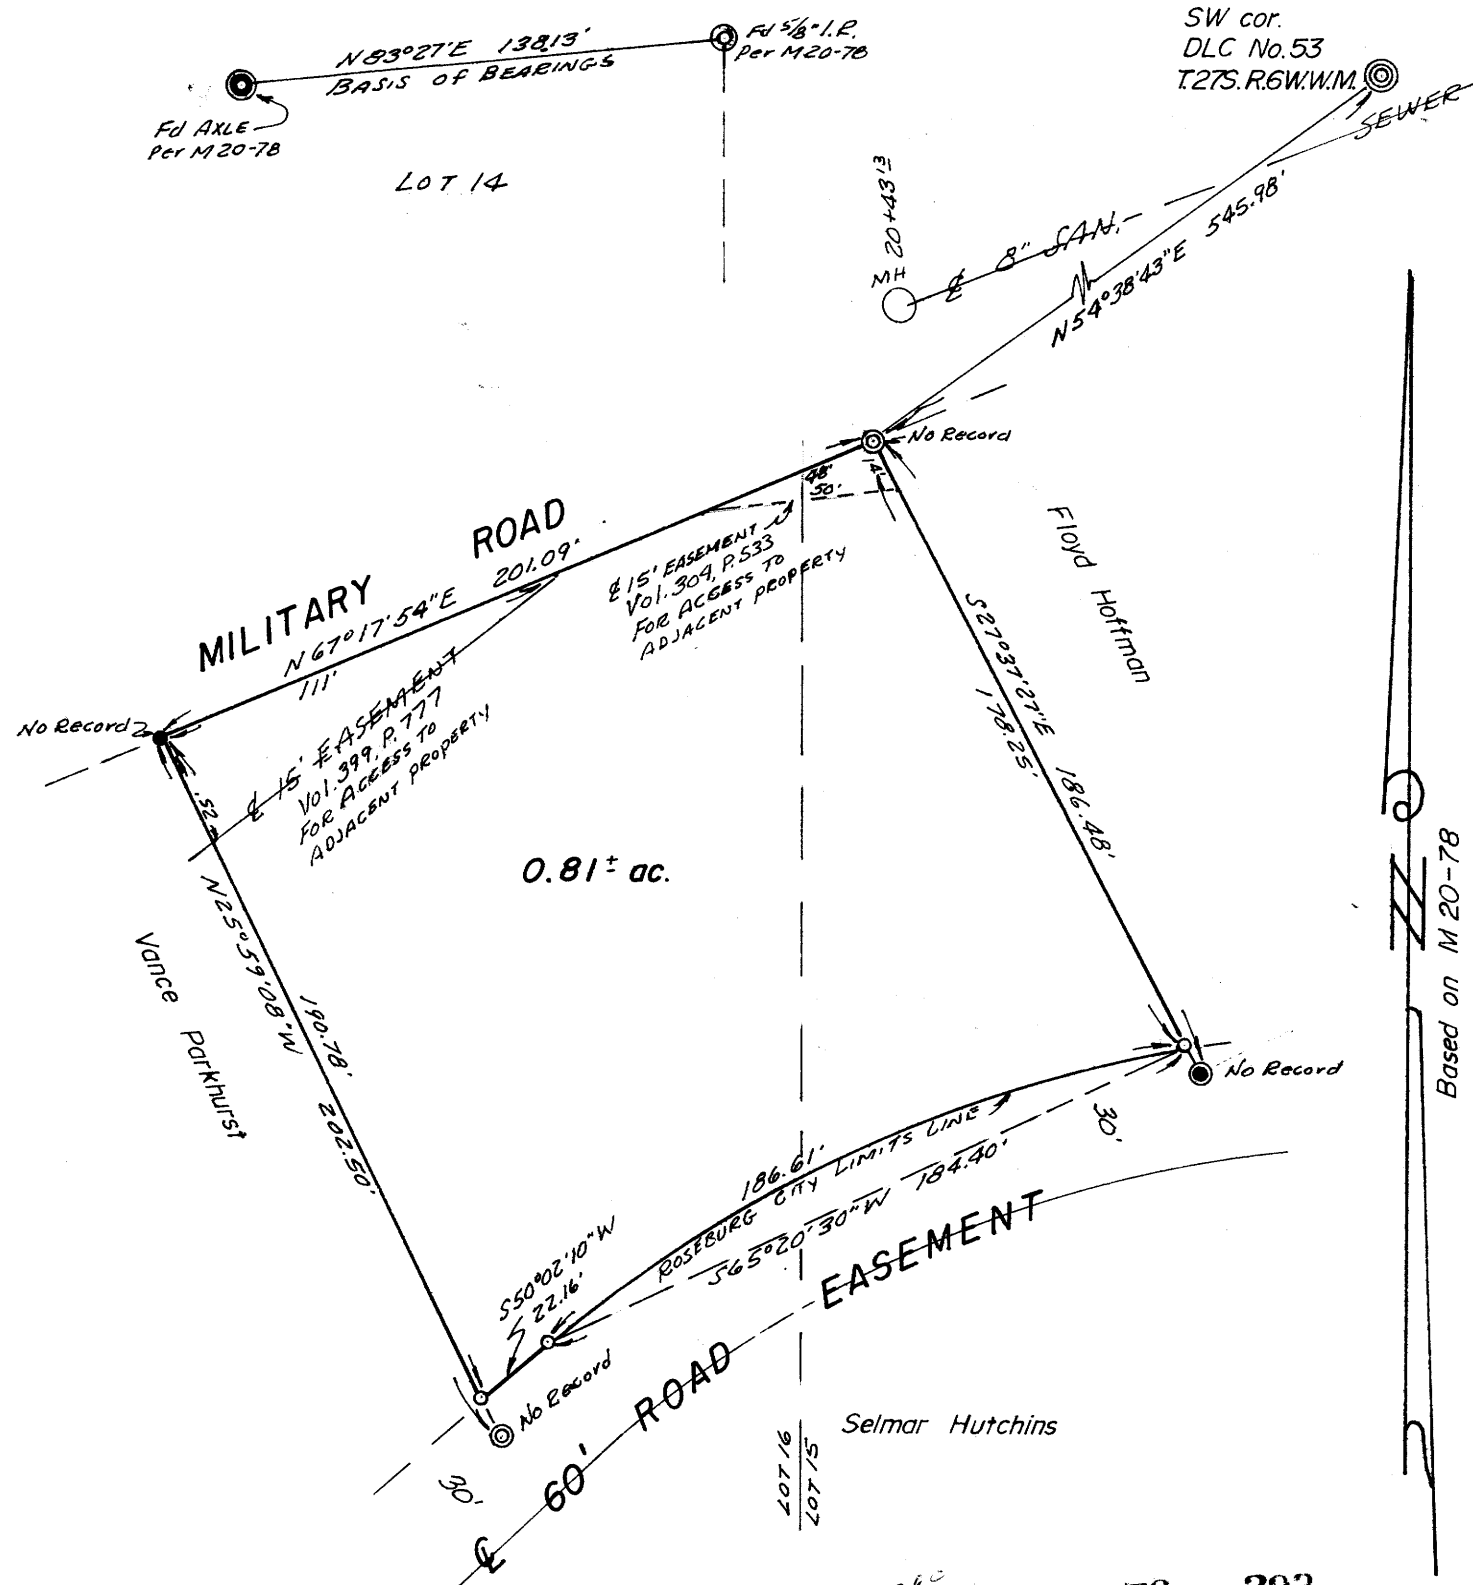 N83°27'E 138.13'
BASIS OF BEARINGS
Fd 5/8" I.R.
Per M20-78
SW cor.
DLC No.53
T.27S.R.6W.W.M.
Fd AXLE
Per M20-78
LOT 14
SEWER
MH 20+43.13
℄ 8" SAN.
N54°38'43"E 545.98'
No Record
48'
50'
14'
MILITARY ROAD
N67°17'54"E 201.09'
111'
℄ 15' EASEMENT
Vol. 304, P. 533
FOR ACCESS TO
ADJACENT PROPERTY
Floyd Hoffman
S27°37'27"E 186.48'
178.25'
No Record
℄ 15' EASEMENT
Vol. 399, P. 777
FOR ACCESS TO
ADJACENT PROPERTY
25'
0.81± ac.
N25°59'08"W 202.50'
190.78'
Vance Parkhurst
N
Based on M 20-78
No Record
30'
186.61'
ROSEBURG CITY LIMITS LINE
S65°20'30"W 184.40'
S50°02'10"W
22.16'
No Record
30'
℄ 60' ROAD EASEMENT
Selmar Hutchins
LOT 16
LOT 15